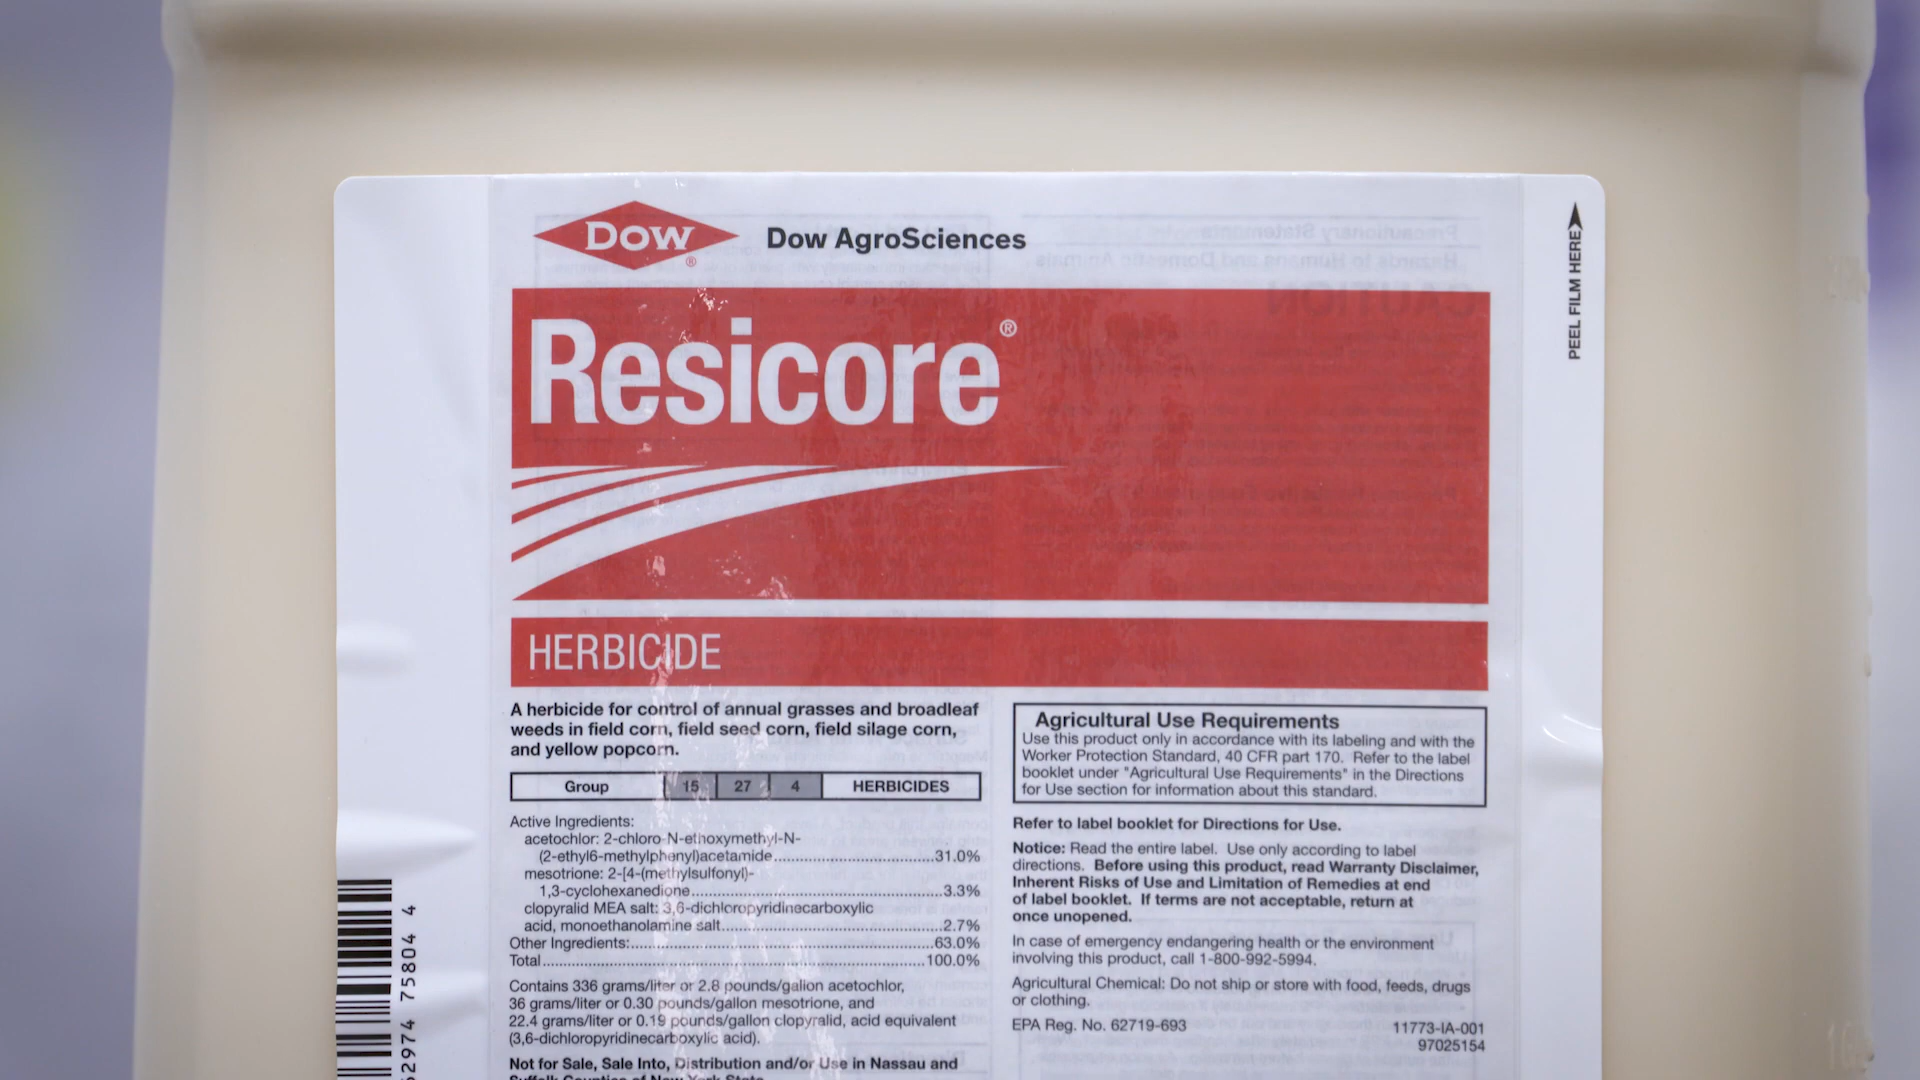 DOW®
Dow AgroSciences
PEEL FILM HERE
Resicore®
HERBICIDE
A herbicide for control of annual grasses and broadleaf
weeds in field corn, field seed corn, field silage corn,
and yellow popcorn.
Group 15 27 4 HERBICIDES
Active Ingredients:
acetochlor: 2-chloro-N-ethoxymethyl-N-
(2-ethyl6-methylphenyl)acetamide..............................31.0%
mesotrione: 2-[4-(methylsulfonyl)-
1,3-cyclohexanedione..............................3.3%
clopyralid MEA salt: 3,6-dichloropyridinecarboxylic
acid, monoethanolamine salt..............................2.7%
Other Ingredients:..............................63.0%
Total..............................100.0%
Contains 336 grams/liter or 2.8 pounds/gallon acetochlor,
36 grams/liter or 0.30 pounds/gallon mesotrione, and
22.4 grams/liter or 0.19 pounds/gallon clopyralid, acid equivalent
(3,6-dichloropyridinecarboxylic acid).
Not for Sale, Sale Into, Distribution and/or Use in Nassau and
Suffolk Counties of New York State.
Agricultural Use Requirements
Use this product only in accordance with its labeling and with the
Worker Protection Standard, 40 CFR part 170. Refer to the label
booklet under "Agricultural Use Requirements" in the Directions
for Use section for information about this standard.
Refer to label booklet for Directions for Use.
Notice: Read the entire label. Use only according to label
directions. Before using this product, read Warranty Disclaimer,
Inherent Risks of Use and Limitation of Remedies at end
of label booklet. If terms are not acceptable, return at
once unopened.
In case of emergency endangering health or the environment
involving this product, call 1-800-992-5994.
Agricultural Chemical: Do not ship or store with food, feeds, drugs
or clothing.
EPA Reg. No. 62719-693
11773-IA-001
97025154
62974 75804 4